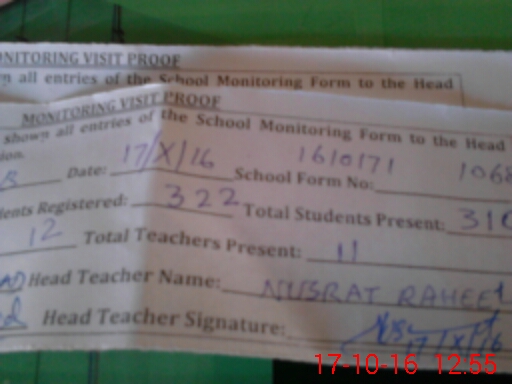 MONITORING VISIT PROOF
all entries of the School Monitoring Form to the Head
MONITORING VISIT PROOF
shown all entries of the School Monitoring Form to the Head
Date: 17/X/16 1610171 School Form No: 1068
Registered: 322 Total Students Present: 310
12 Total Teachers Present: 11
Head Teacher Name: NUSRAT RAHEEL
Head Teacher Signature: 17/X/16
17-10-16 12:55